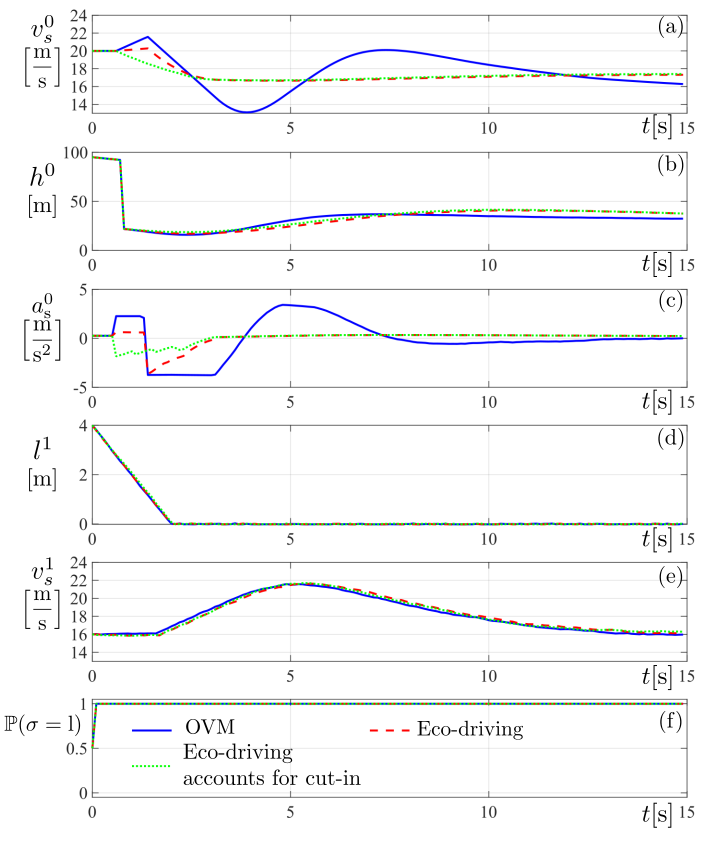 24
22
20
18
16
14
v_s^0
[m/s]
(a)
0 5 10 15
t[s]
100
50
0
h^0
[m]
(b)
0 5 10 15
t[s]
5
0
-5
a_s^0
[m/s^2]
(c)
0 5 10 15
t[s]
4
2
0
l^1
[m]
(d)
0 5 10 15
t[s]
24
22
20
18
16
14
v_s^1
[m/s]
(e)
0 5 10 15
t[s]
1
0.5
0
ℙ(σ = l)
(f)
OVM
Eco-driving
Eco-driving
accounts for cut-in
0 5 10 15
t[s]